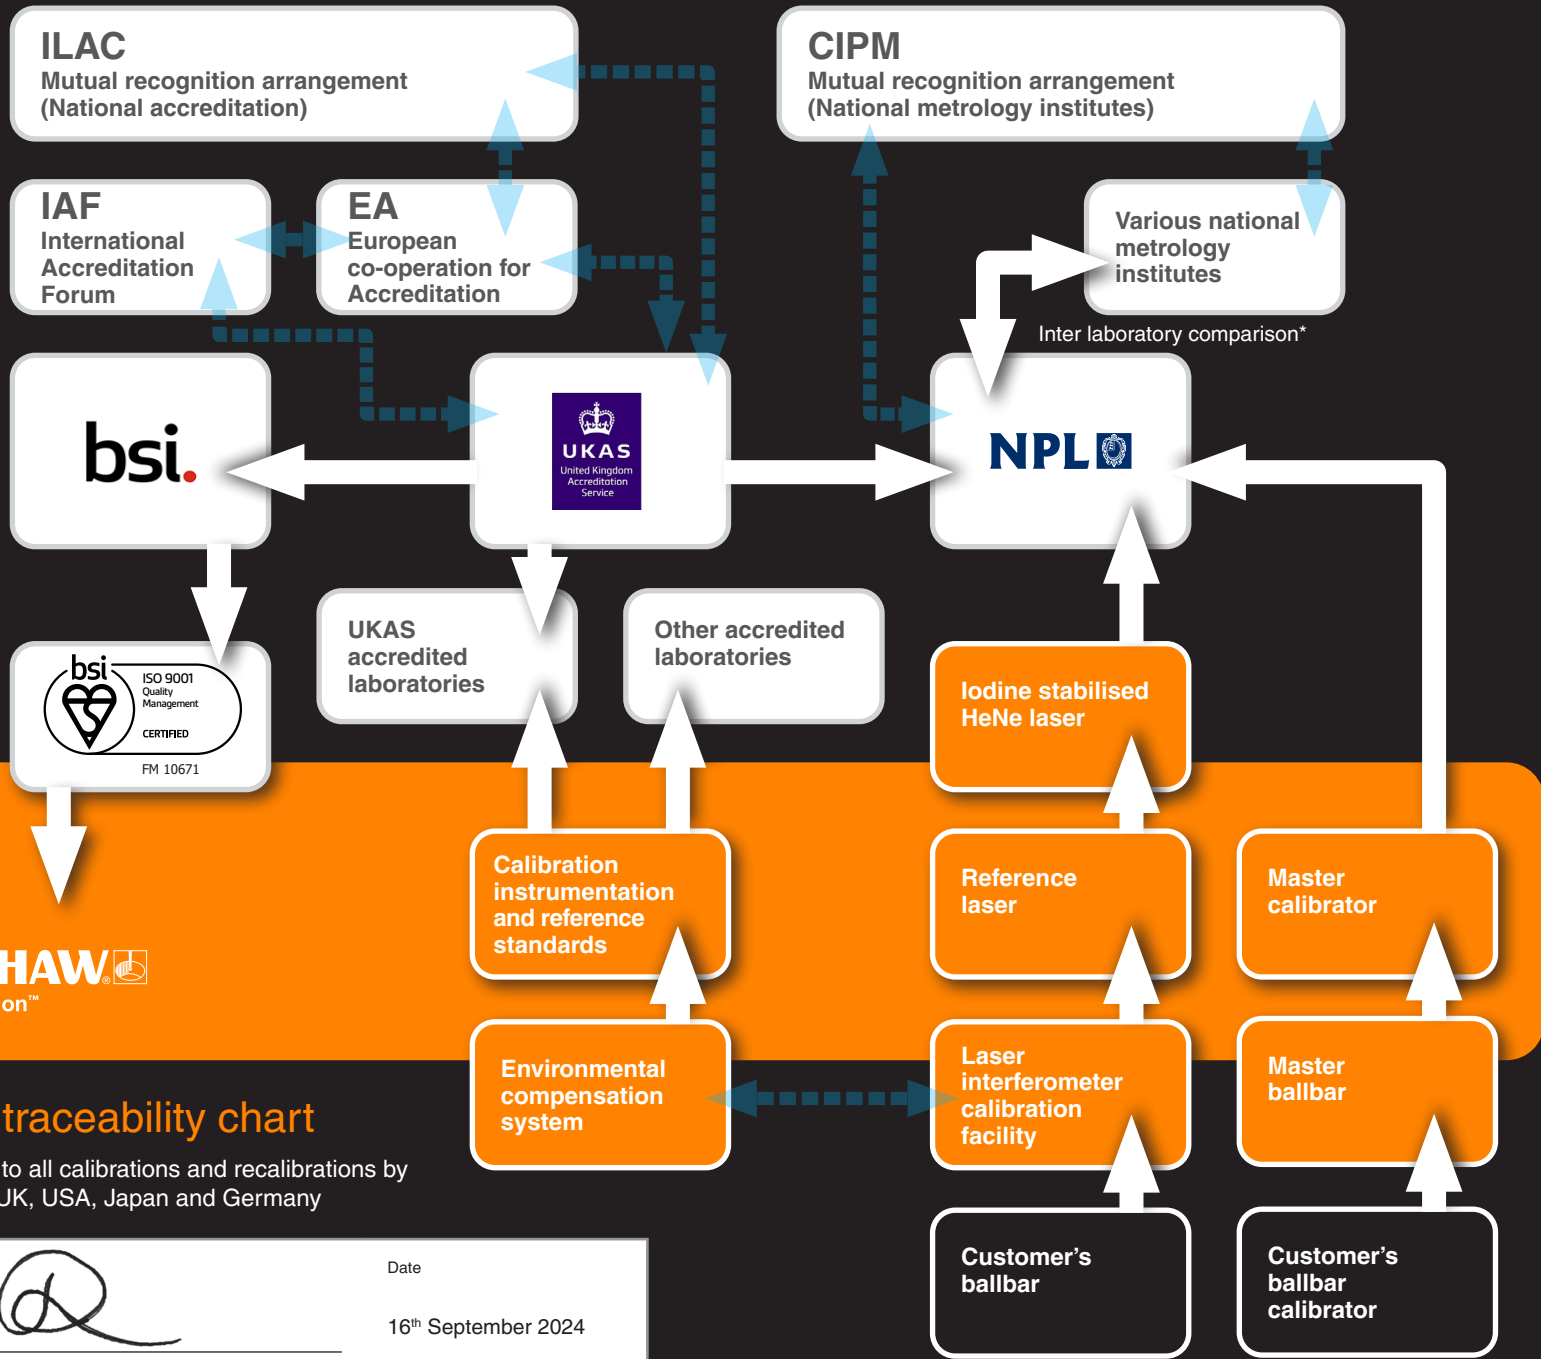 ILAC
Mutual recognition arrangement
(National accreditation)
CIPM
Mutual recognition arrangement
(National metrology institutes)
IAF
International
Accreditation
Forum
EA
European
co-operation for
Accreditation
Various national
metrology
institutes
Inter laboratory comparison*
bsi.
UKAS
United Kingdom
Accreditation
Service
NPL
bsi
ISO 9001
Quality
Management
CERTIFIED
FM 10671
UKAS
accredited
laboratories
Other accredited
laboratories
Iodine stabilised
HeNe laser
Calibration
instrumentation
and reference
standards
Reference
laser
Master
calibrator
HAW®
on™
Environmental
compensation
system
Laser
interferometer
calibration
facility
Master
ballbar
traceability chart
to all calibrations and recalibrations by
UK, USA, Japan and Germany
Customer's
ballbar
Customer's
ballbar
calibrator
Date
16th September 2024